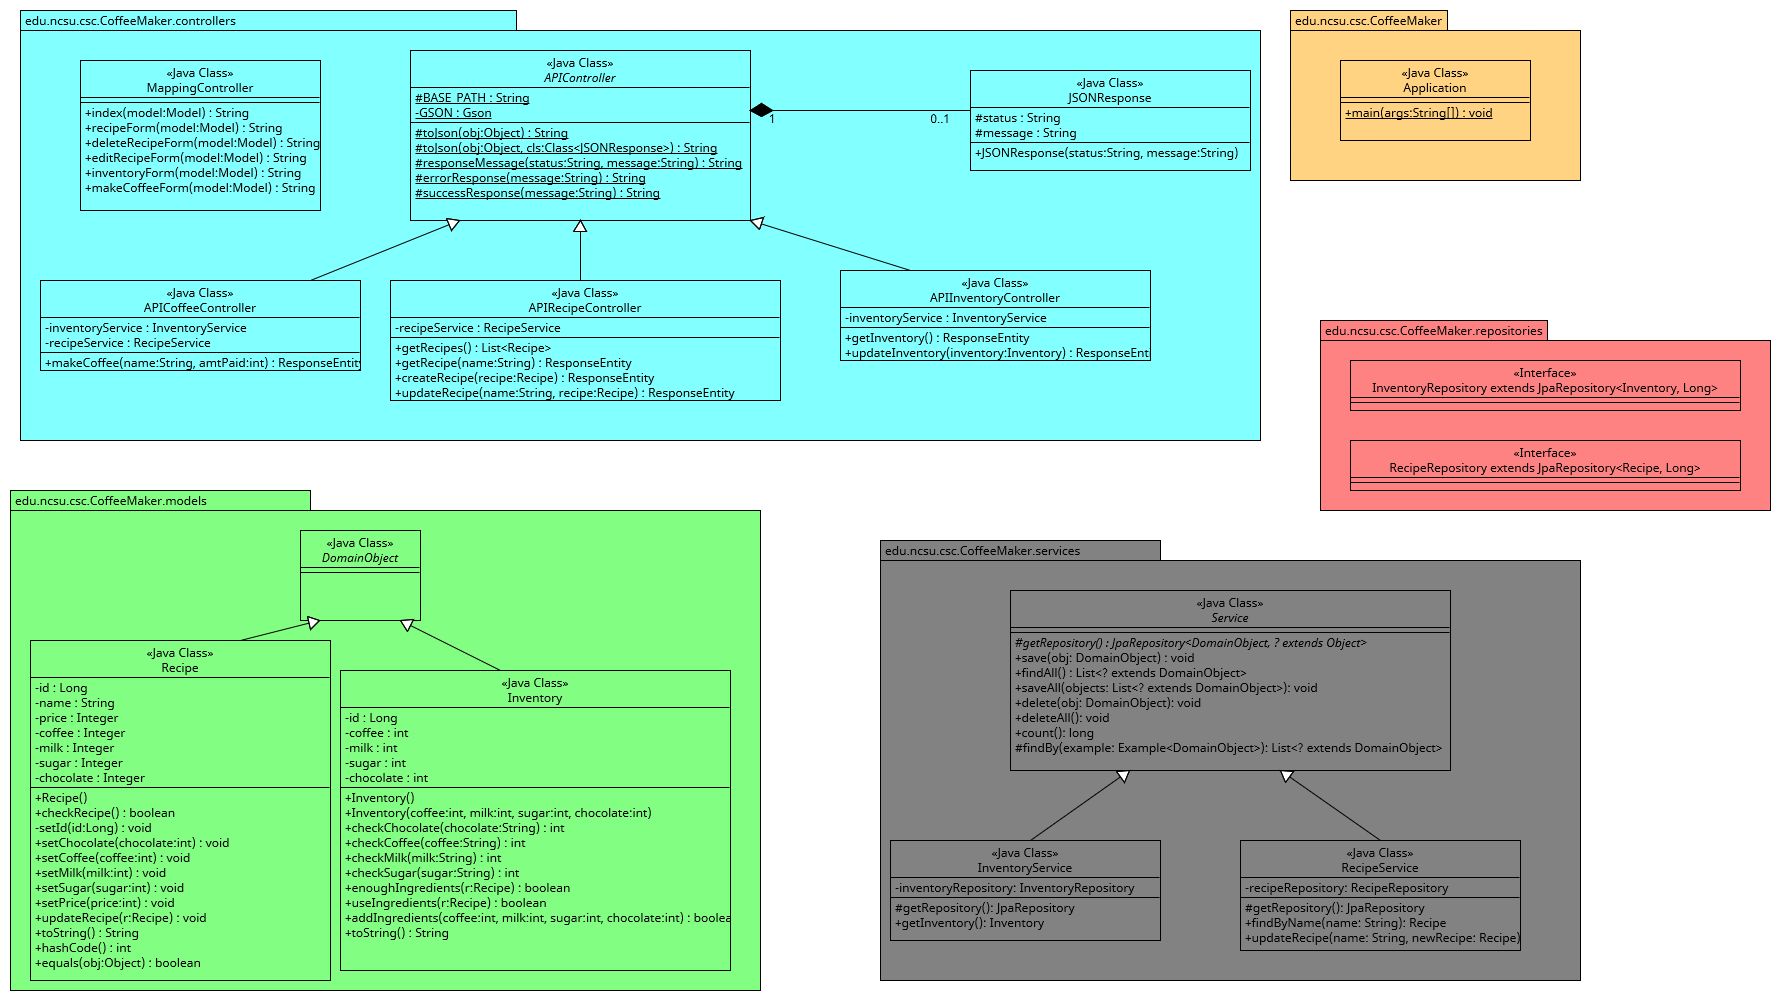 edu.ncsu.csc.CoffeeMaker.controllers
«Java Class»
MappingController
+index(model:Model) : String
+recipeForm(model:Model) : String
+deleteRecipeForm(model:Model) : String
+editRecipeForm(model:Model) : String
+inventoryForm(model:Model) : String
+makeCoffeeForm(model:Model) : String
«Java Class»
APIController
#BASE_PATH : String
-GSON : Gson
#toJson(obj:Object) : String
#toJson(obj:Object, cls:Class<JSONResponse>) : String
#responseMessage(status:String, message:String) : String
#errorResponse(message:String) : String
#successResponse(message:String) : String
1
0..1
«Java Class»
JSONResponse
#status : String
#message : String
+JSONResponse(status:String, message:String)
«Java Class»
APICoffeeController
-inventoryService : InventoryService
-recipeService : RecipeService
+makeCoffee(name:String, amtPaid:int) : ResponseEntit
«Java Class»
APIRecipeController
-recipeService : RecipeService
+getRecipes() : List<Recipe>
+getRecipe(name:String) : ResponseEntity
+createRecipe(recipe:Recipe) : ResponseEntity
+updateRecipe(name:String, recipe:Recipe) : ResponseEntity
«Java Class»
APIInventoryController
-inventoryService : InventoryService
+getInventory() : ResponseEntity
+updateInventory(inventory:Inventory) : ResponseEnti
edu.ncsu.csc.CoffeeMaker
«Java Class»
Application
+main(args:String[]) : void
edu.ncsu.csc.CoffeeMaker.repositories
«Interface»
InventoryRepository extends JpaRepository<Inventory, Long>
«Interface»
RecipeRepository extends JpaRepository<Recipe, Long>
edu.ncsu.csc.CoffeeMaker.models
«Java Class»
DomainObject
«Java Class»
Recipe
-id : Long
-name : String
-price : Integer
-coffee : Integer
-milk : Integer
-sugar : Integer
-chocolate : Integer
+Recipe()
+checkRecipe() : boolean
-setId(id:Long) : void
+setChocolate(chocolate:int) : void
+setCoffee(coffee:int) : void
+setMilk(milk:int) : void
+setSugar(sugar:int) : void
+setPrice(price:int) : void
+updateRecipe(r:Recipe) : void
+toString() : String
+hashCode() : int
+equals(obj:Object) : boolean
«Java Class»
Inventory
-id : Long
-coffee : int
-milk : int
-sugar : int
-chocolate : int
+Inventory()
+Inventory(coffee:int, milk:int, sugar:int, chocolate:int)
+checkChocolate(chocolate:String) : int
+checkCoffee(coffee:String) : int
+checkMilk(milk:String) : int
+checkSugar(sugar:String) : int
+enoughIngredients(r:Recipe) : boolean
+useIngredients(r:Recipe) : boolean
+addIngredients(coffee:int, milk:int, sugar:int, chocolate:int) : boolea
+toString() : String
edu.ncsu.csc.CoffeeMaker.services
«Java Class»
Service
#getRepository() : JpaRepository<DomainObject, ? extends Object>
+save(obj: DomainObject) : void
+findAll() : List<? extends DomainObject>
+saveAll(objects: List<? extends DomainObject>): void
+delete(obj: DomainObject): void
+deleteAll(): void
+count(): long
#findBy(example: Example<DomainObject>): List<? extends DomainObject>
«Java Class»
InventoryService
-inventoryRepository: InventoryRepository
#getRepository(): JpaRepository
+getInventory(): Inventory
«Java Class»
RecipeService
-recipeRepository: RecipeRepository
#getRepository(): JpaRepository
+findByName(name: String): Recipe
+updateRecipe(name: String, newRecipe: Recipe)